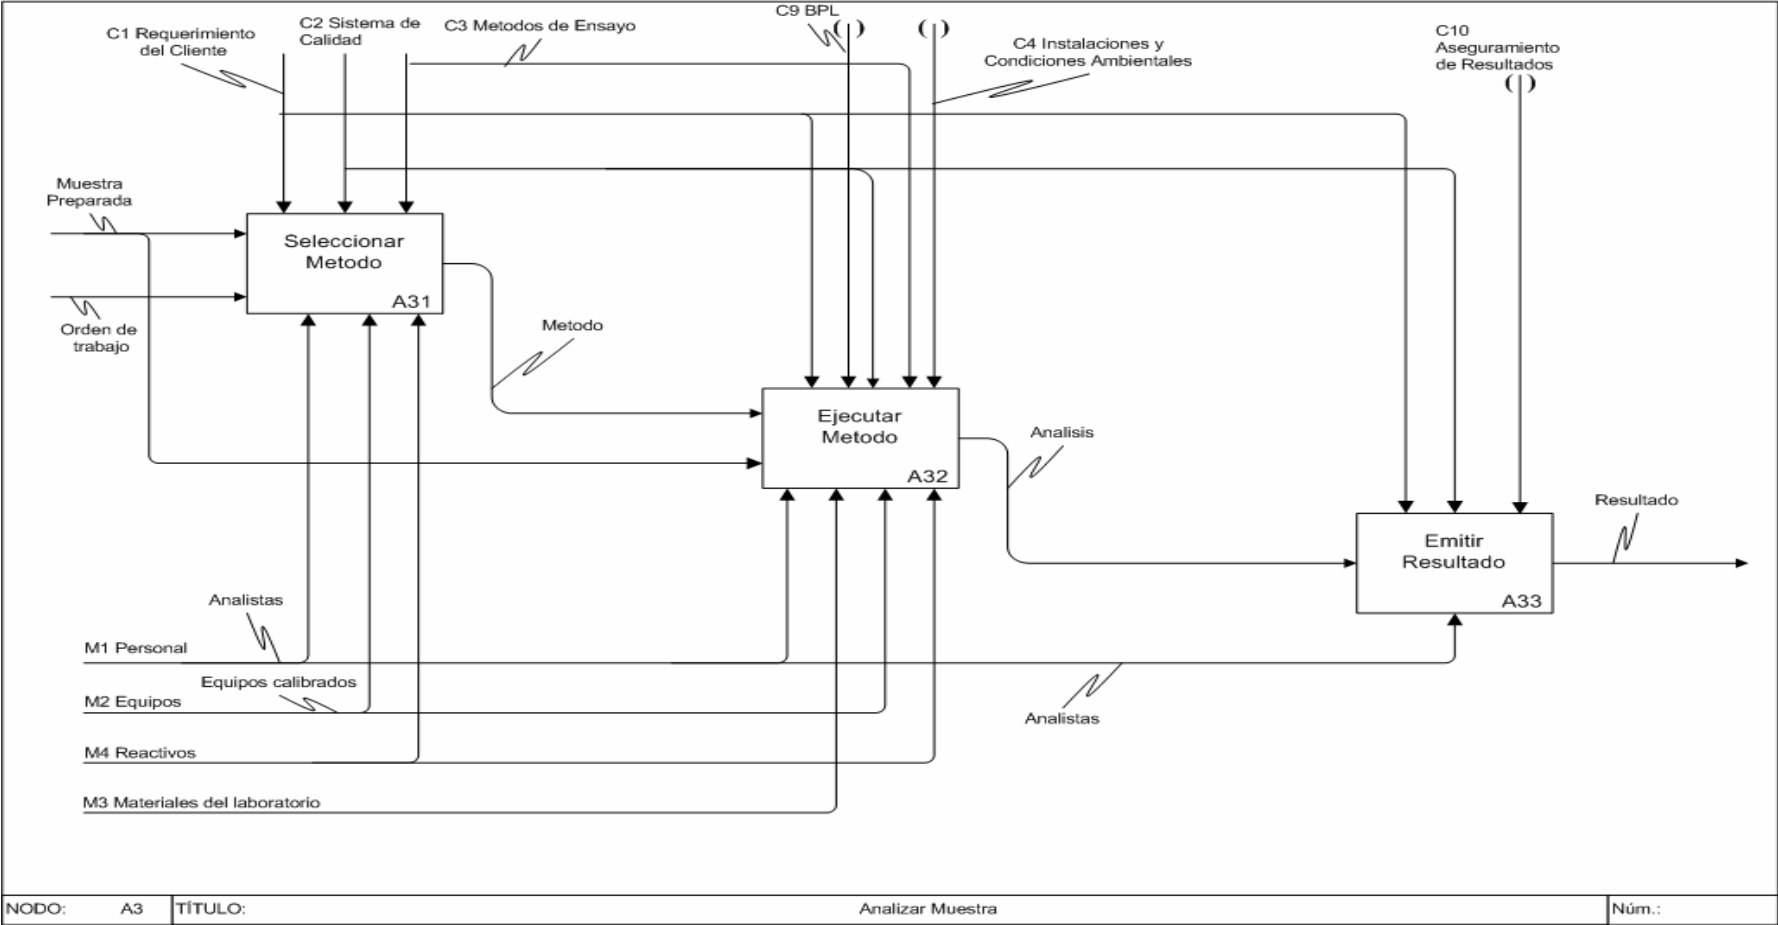 C1 Requerimiento
del Cliente
C2 Sistema de
Calidad
C3 Metodos de Ensayo
C9 BPL
( )
( )
C4 Instalaciones y
Condiciones Ambientales
C10
Aseguramiento
de Resultados
( )
Muestra
Preparada
Seleccionar
Metodo
A31
Orden de
trabajo
Metodo
Ejecutar
Metodo
A32
Analisis
Resultado
Emitir
Resultado
A33
Analistas
M1 Personal
Equipos calibrados
M2 Equipos
Analistas
M4 Reactivos
M3 Materiales del laboratorio
NODO: A3 TÍTULO: Analizar Muestra Núm.: